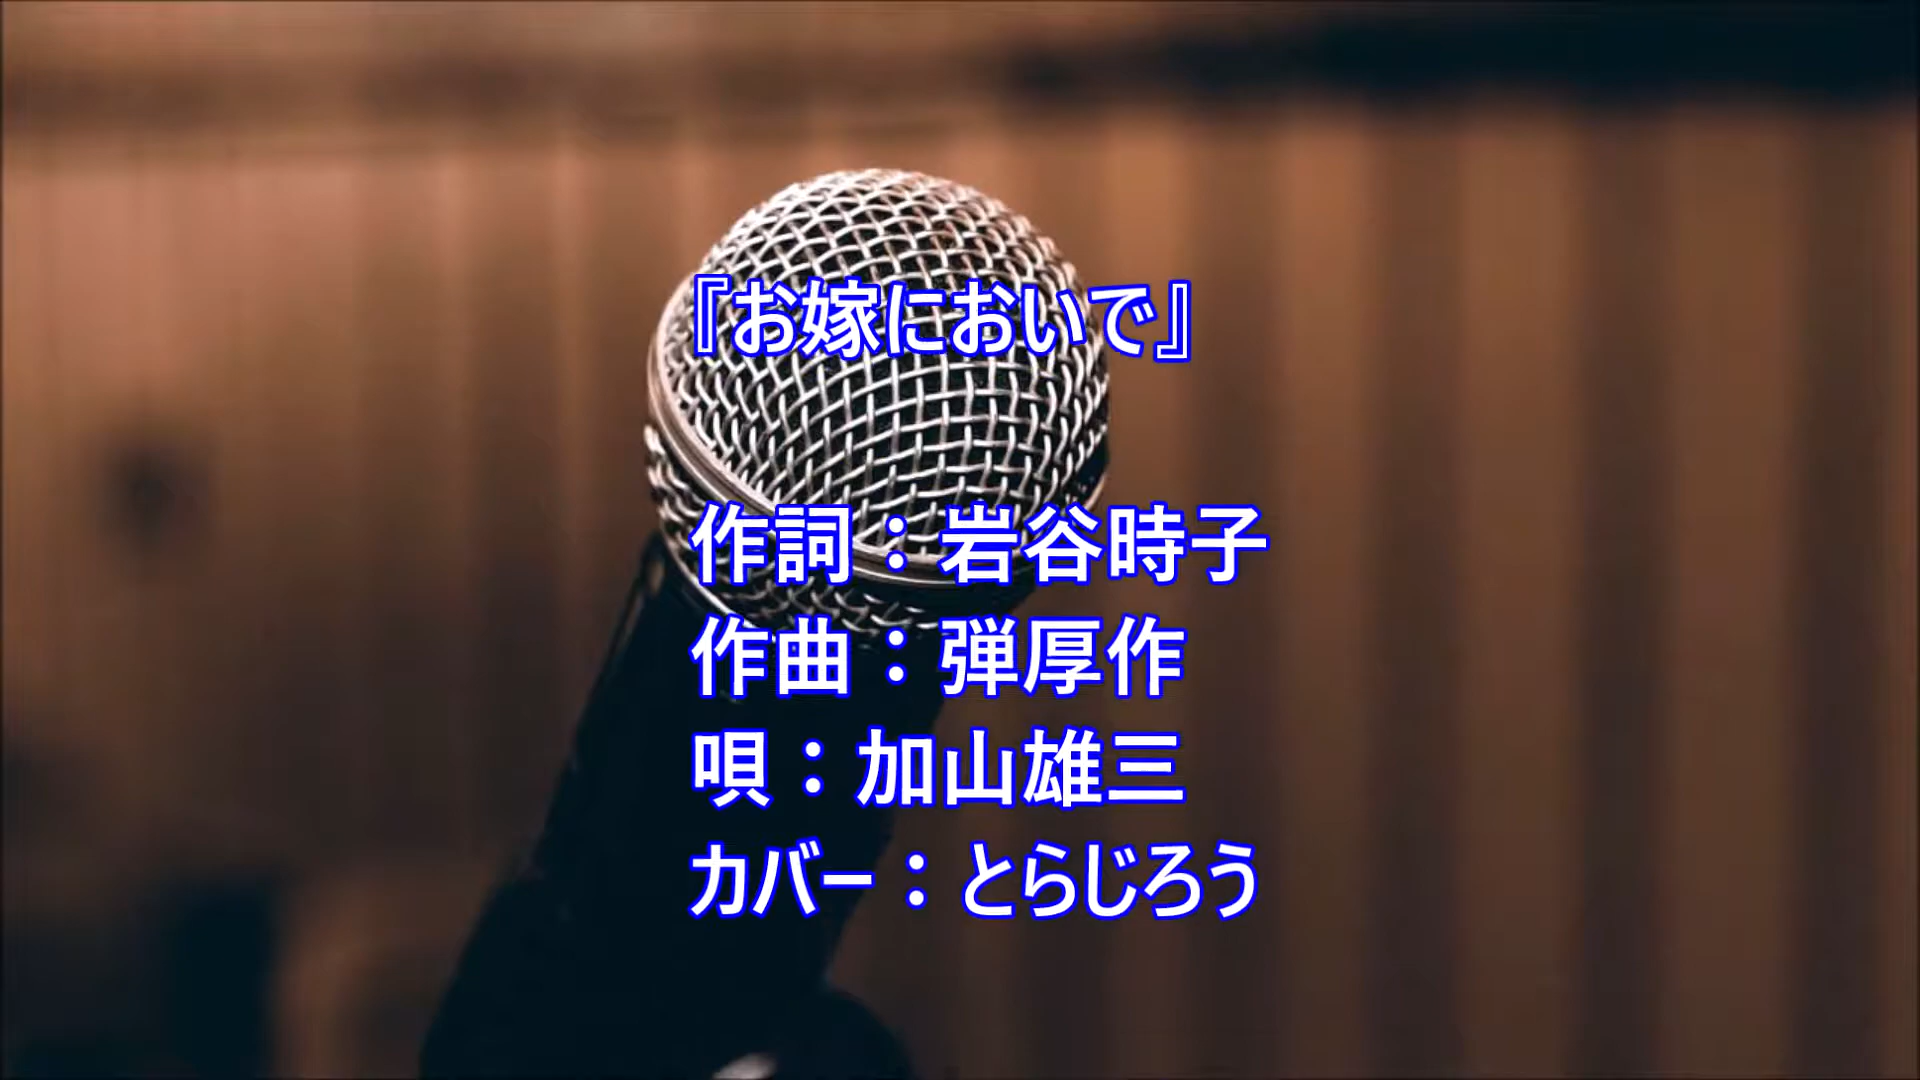 『お嫁においで』
作詞：岩谷時子
作曲：弾厚作
唄：加山雄三
カバー：とらじろう